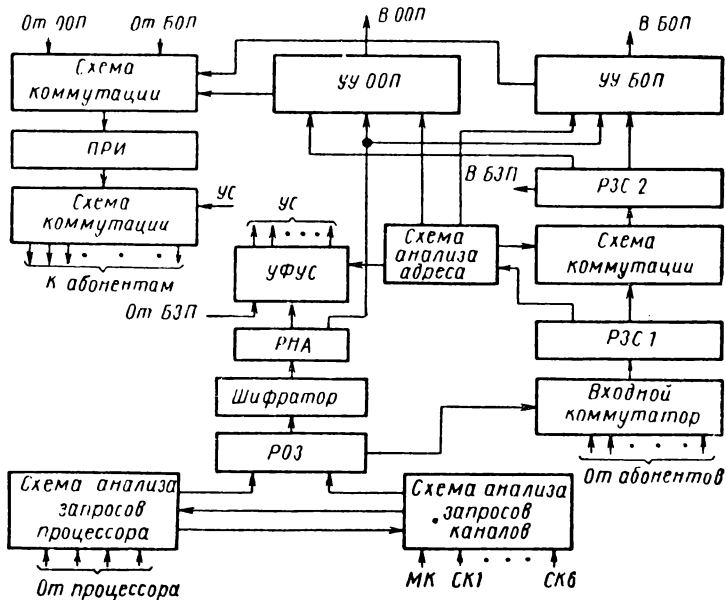 От ООП
От БОП
В ООП
В БОП
Схема
коммутации
УУ ООП
УУ БОП
ПРИ
Схема
коммутации
УС
К абонентам
УС
УФУС
От БЗП
Схема
анализа
адреса
В БЗП
РЗС 2
Схема
коммутации
РНА
РЗС 1
Шифратор
Входной
коммутатор
РОЗ
От абонентов
Схема анализа
запросов
процессора
Схема анализа
запросов
каналов
От процессора
МК
СК1
СК6